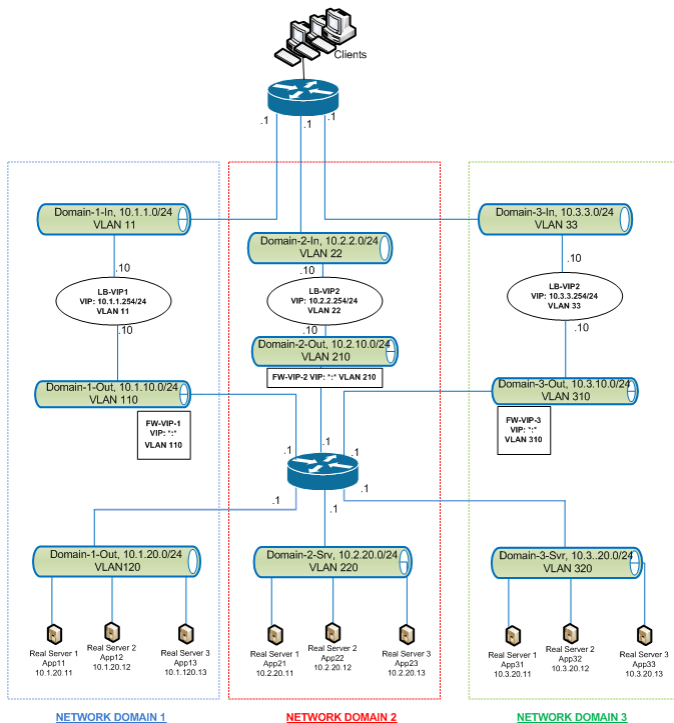 Clients
.1
.1
.1
Domain-1-In, 10.1.1.0/24
VLAN 11
Domain-2-In, 10.2.2.0/24
VLAN 22
Domain-3-In, 10.3.3.0/24
VLAN 33
.10
.10
.10
LB-VIP1
VIP: 10.1.1.254/24
VLAN 11
LB-VIP2
VIP: 10.2.2.254/24
VLAN 22
LB-VIP2
VIP: 10.3.3.254/24
VLAN 33
.10
.10
.10
Domain-1-Out, 10.1.10.0/24
VLAN 110
Domain-2-Out, 10.2.10.0/24
VLAN 210
Domain-3-Out, 10.3.10.0/24
VLAN 310
FW-VIP-1
VIP: *:*
VLAN 110
FW-VIP-2 VIP: *:* VLAN 210
FW-VIP-3
VIP: *:*
VLAN 310
.1
.1
.1
.1
.1
.1
Domain-1-Out, 10.1.20.0/24
VLAN120
Domain-2-Srv, 10.2.20.0/24
VLAN 220
Domain-3-Svr, 10.3..20.0/24
VLAN 320
Real Server 1
App11
10.1.20.11
Real Server 2
App12
10.1.20.12
Real Server 3
App13
10.1.120.13
Real Server 1
App21
10.2.20.11
Real Server 2
App22
10.2.20.12
Real Server 3
App23
10.2.20.13
Real Server 1
App31
10.3.20.11
Real Server 2
App32
10.3.20.12
Real Server 3
App33
10.3.20.13
NETWORK DOMAIN 1
NETWORK DOMAIN 2
NETWORK DOMAIN 3